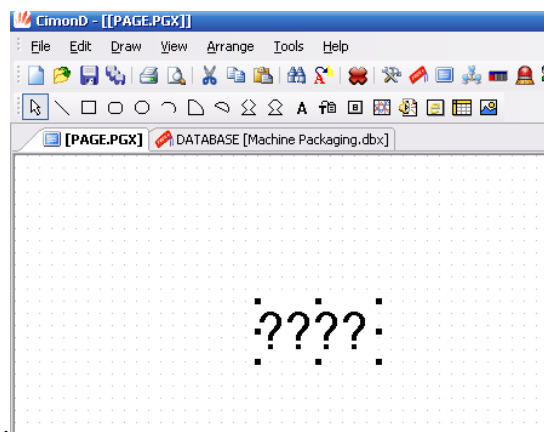 CimonD - [[PAGE.PGX]]
File Edit Draw View Arrange Tools Help
A
[PAGE.PGX] DATABASE [Machine Packaging.dbx]
????